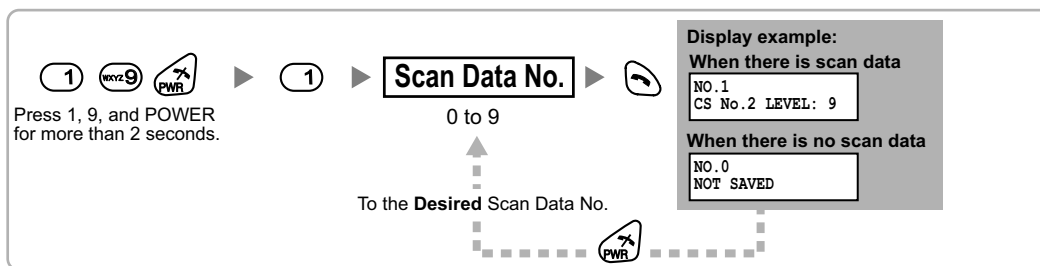 1 WXYZ 9 PWR
Press 1, 9, and POWER
for more than 2 seconds.
1
Scan Data No.
0 to 9
To the Desired Scan Data No.
PWR
Display example:
When there is scan data
NO.1
CS No.2 LEVEL: 9
When there is no scan data
NO.0
NOT SAVED